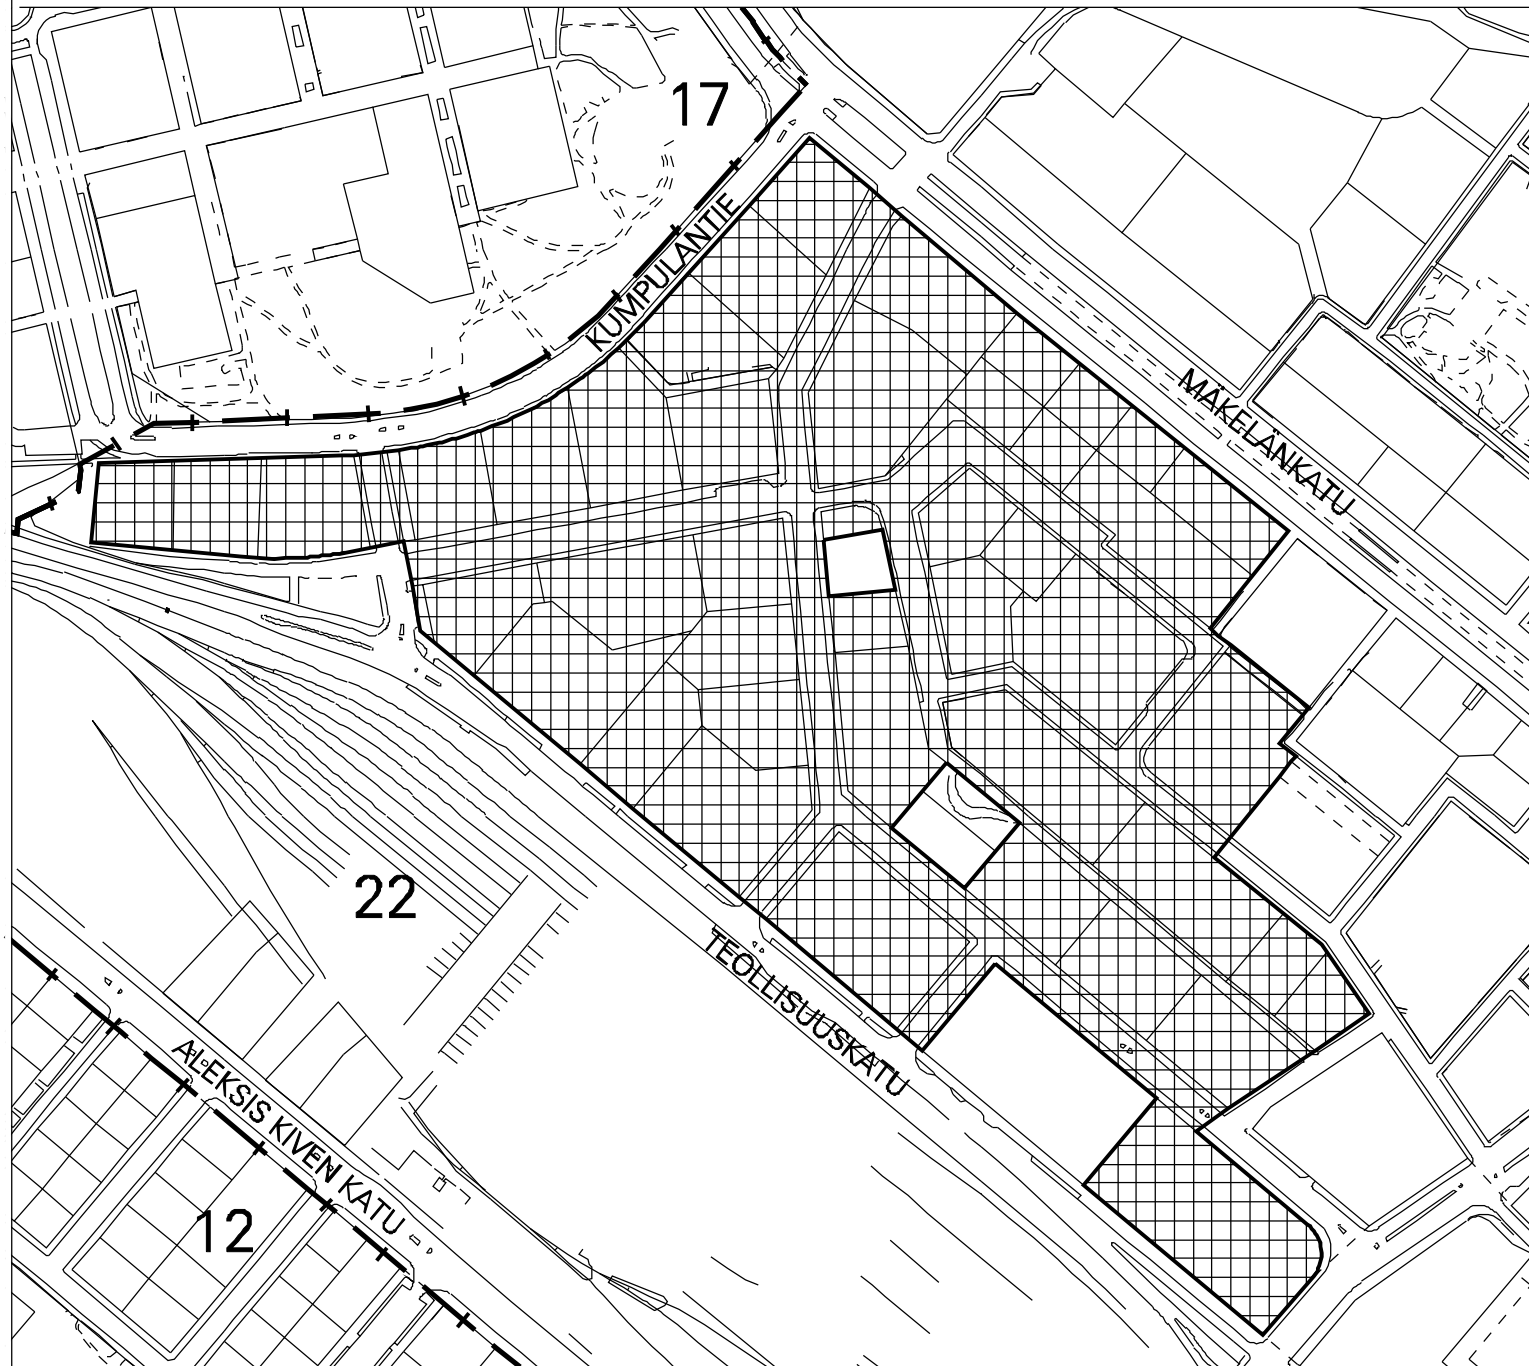 17
KUMPULANTIE
MÄKELÄNKATU
22
TEOLLISUUSKATU
ALEKSIS KIVEN KATU
12